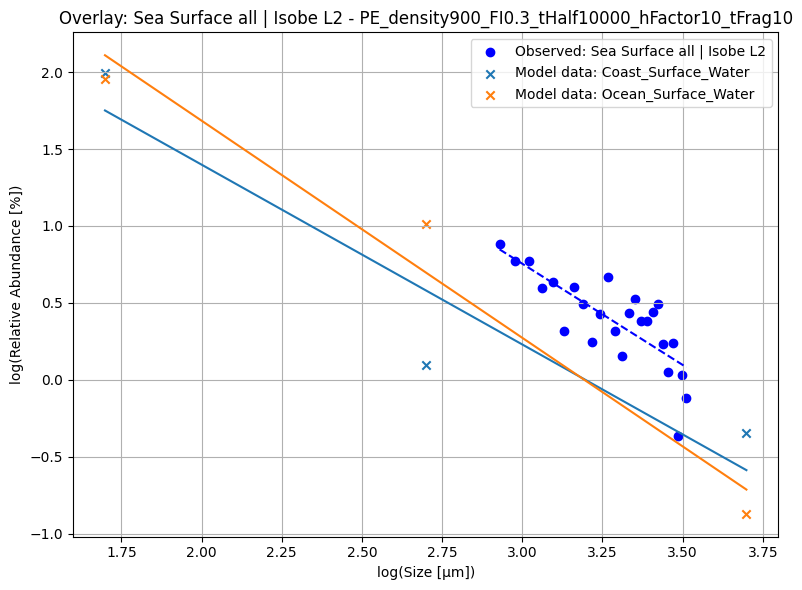 Overlay: Sea Surface all | Isobe L2 - PE_density900_FI0.3_tHalf10000_hFactor10_tFrag10
Observed: Sea Surface all | Isobe L2
Model data: Coast_Surface_Water
Model data: Ocean_Surface_Water
log(Relative Abundance [%])
2.0
1.5
1.0
0.5
0.0
−0.5
−1.0
1.75 2.00 2.25 2.50 2.75 3.00 3.25 3.50 3.75
log(Size [μm])